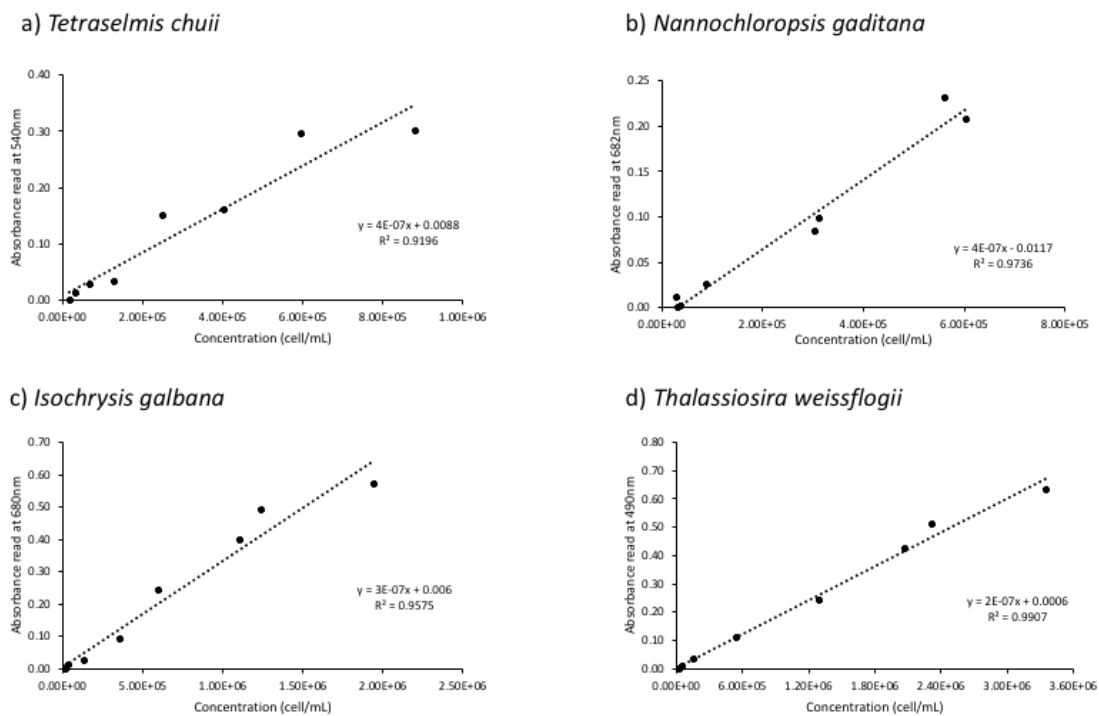 a) Tetraselmis chuii
0.40
0.30
0.20
0.10
0.00
Absorbance read at 540nm
y = 4E-07x + 0.0088
R² = 0.9196
0.00E+00 2.00E+05 4.00E+05 6.00E+05 8.00E+05 1.00E+06
Concentration (cell/mL)
b) Nannochloropsis gaditana
0.25
0.20
0.15
0.10
0.05
0.00
Absorbance read at 682nm
y = 4E-07x - 0.0117
R² = 0.9736
0.00E+00 2.00E+05 4.00E+05 6.00E+05 8.00E+05
Concentration (cell/mL)
c) Isochrysis galbana
0.70
0.60
0.50
0.40
0.30
0.20
0.10
0.00
Absorbance read at 680nm
y = 3E-07x + 0.006
R² = 0.9575
0.00E+00 5.00E+05 1.00E+06 1.50E+06 2.00E+06 2.50E+06
Concentration (cell/mL)
d) Thalassiosira weissflogii
0.80
0.70
0.60
0.50
0.40
0.30
0.20
0.10
0.00
Absorbance read at 490nm
y = 2E-07x + 0.0006
R² = 0.9907
0.00E+00 6.00E+05 1.20E+06 1.80E+06 2.40E+06 3.00E+06 3.60E+06
Concentration (cell/mL)